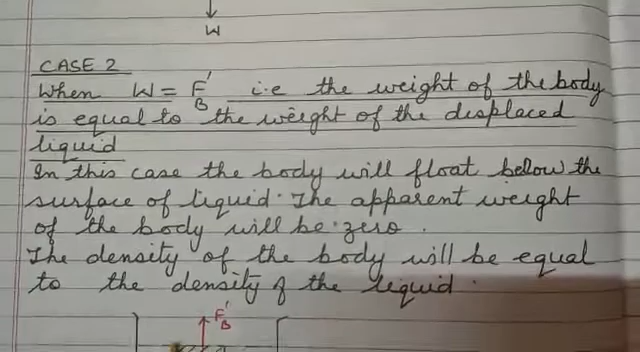 W
CASE 2
When W = F'B i.e the weight of the body
is equal to the weight of the displaced
liquid
In this case the body will float below the
surface of liquid. The apparent weight
of the body will be zero.
The density of the body will be equal
to the density of the liquid.
F'B